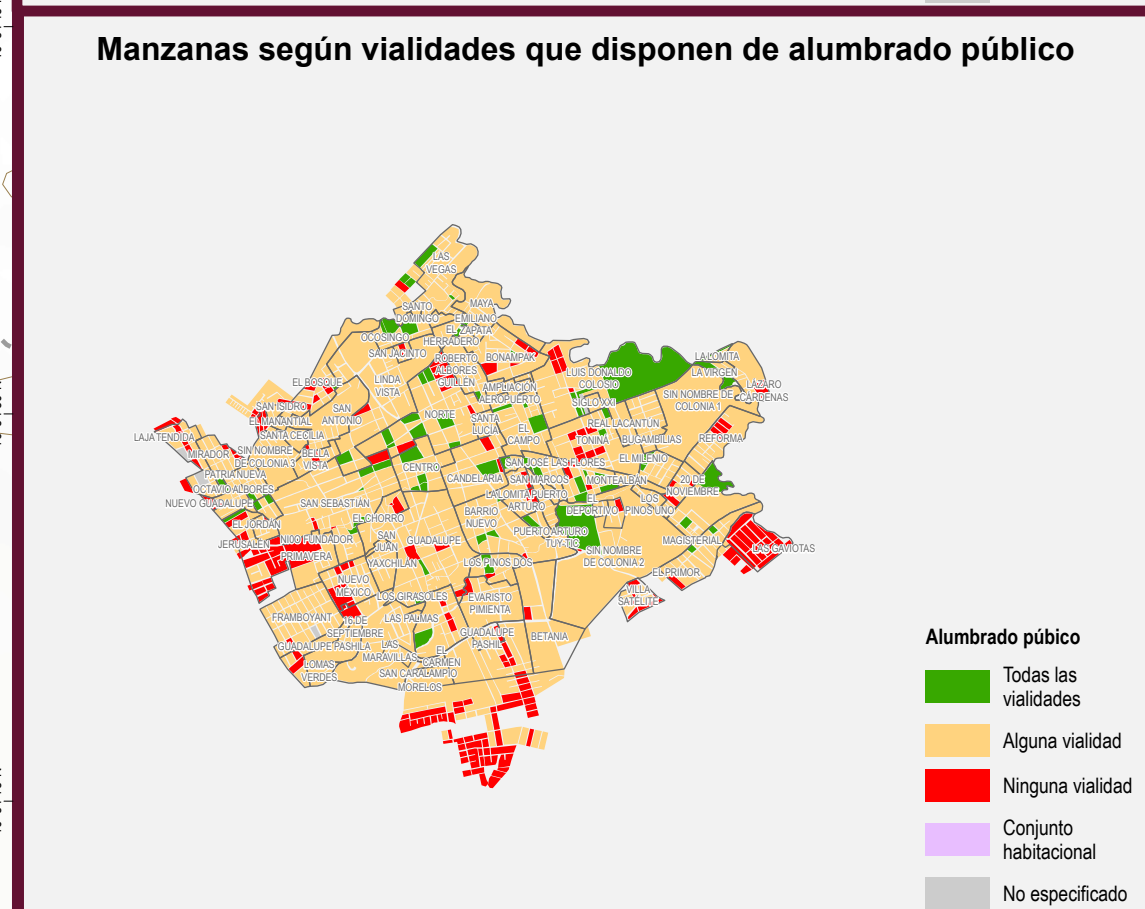 Manzanas según vialidades que disponen de alumbrado público
LAS
VEGAS
SANTO
DOMINGO
MAYA
EMILIANO
ZAPATA
EL
HERRADERO
OCOSINGO
SAN JACINTO
ROBERTO
ALBORES
GUILLÉN
BONAMPAK
LUIS DONALDO
COLOSIO
LA LOMITA
LA VIRGEN
LÁZARO
CÁRDENAS
SIN NOMBRE DE
COLONIA 1
EL BOSQUE
LINDA
VISTA
AMPLIACIÓN
AEROPUERTO
SIGLO XXI
SAN ISIDRO
EL MANANTIAL
SAN
ANTONIO
NORTE
SANTA
LUCIA
EL
CAMPO
REAL LACANTÚN
TONINÁ
BUGAMBILIAS
REFORMA
LAJA TENDIDA
SANTA CECILIA
MIRADOR
SIN NOMBRE
DE COLONIA 3
BELLA
VISTA
PATRIA NUEVA
CENTRO
SAN JOSÉ LAS FLORES
EL MILENIO
CANDELARIA
SAN MARCOS
MONTEALBÁN
20 DE
NOVIEMBRE
OCTAVIO ALBORES
NUEVO GUADALUPE
SAN SEBASTIÁN
LA LOMITA PUERTO
ARTURO
EL
DEPORTIVO
LOS
PINOS UNO
EL JORDÁN
EL CHORRO
BARRIO
NUEVO
PUERTO ARTURO
TUY-TIC
JERUSALÉN
NICO FUNDADOR
PRIMAVERA
SAN
JUAN
GUADALUPE
SIN NOMBRE
DE COLONIA 2
MAGISTERIAL
LAS GAVIOTAS
YAXCHILÁN
LOS PINOS DOS
EL PRIMOR
NUEVO
MÉXICO
LOS GIRASOLES
EVARISTO
PIMIENTA
VILLA
SATÉLITE
FRAMBOYANT
16 DE
SEPTIEMBRE
LAS PALMAS
GUADALUPE
PASHIL
BETANIA
GUADALUPE PASHILA
LAS
MARAVILLAS
EL
CARMEN
LOMAS
VERDES
SAN CARALAMPIO
MORELOS
Alumbrado púbico
Todas las
vialidades
Alguna vialidad
Ninguna vialidad
Conjunto
habitacional
No especificado